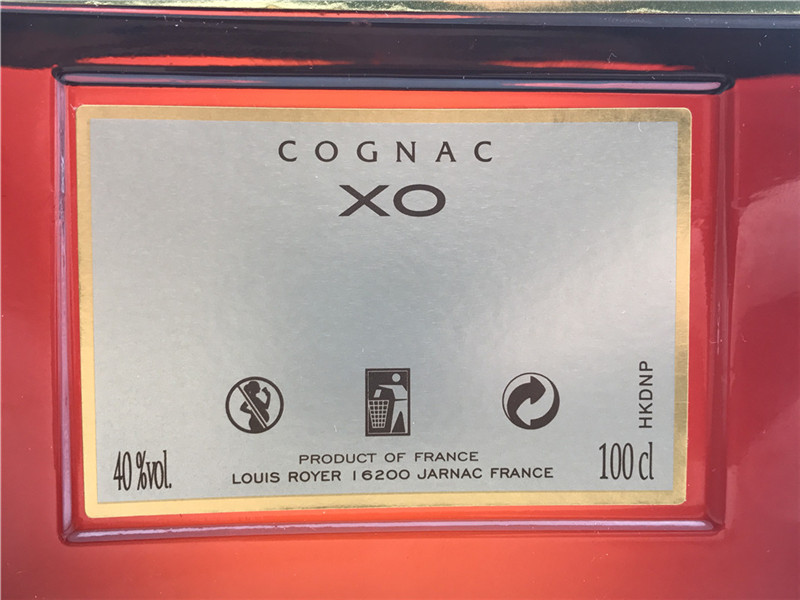 COGNAC
XO
HKDNP
40%vol.
PRODUCT OF FRANCE
LOUIS ROYER 16200 JARNAC FRANCE
100 cl